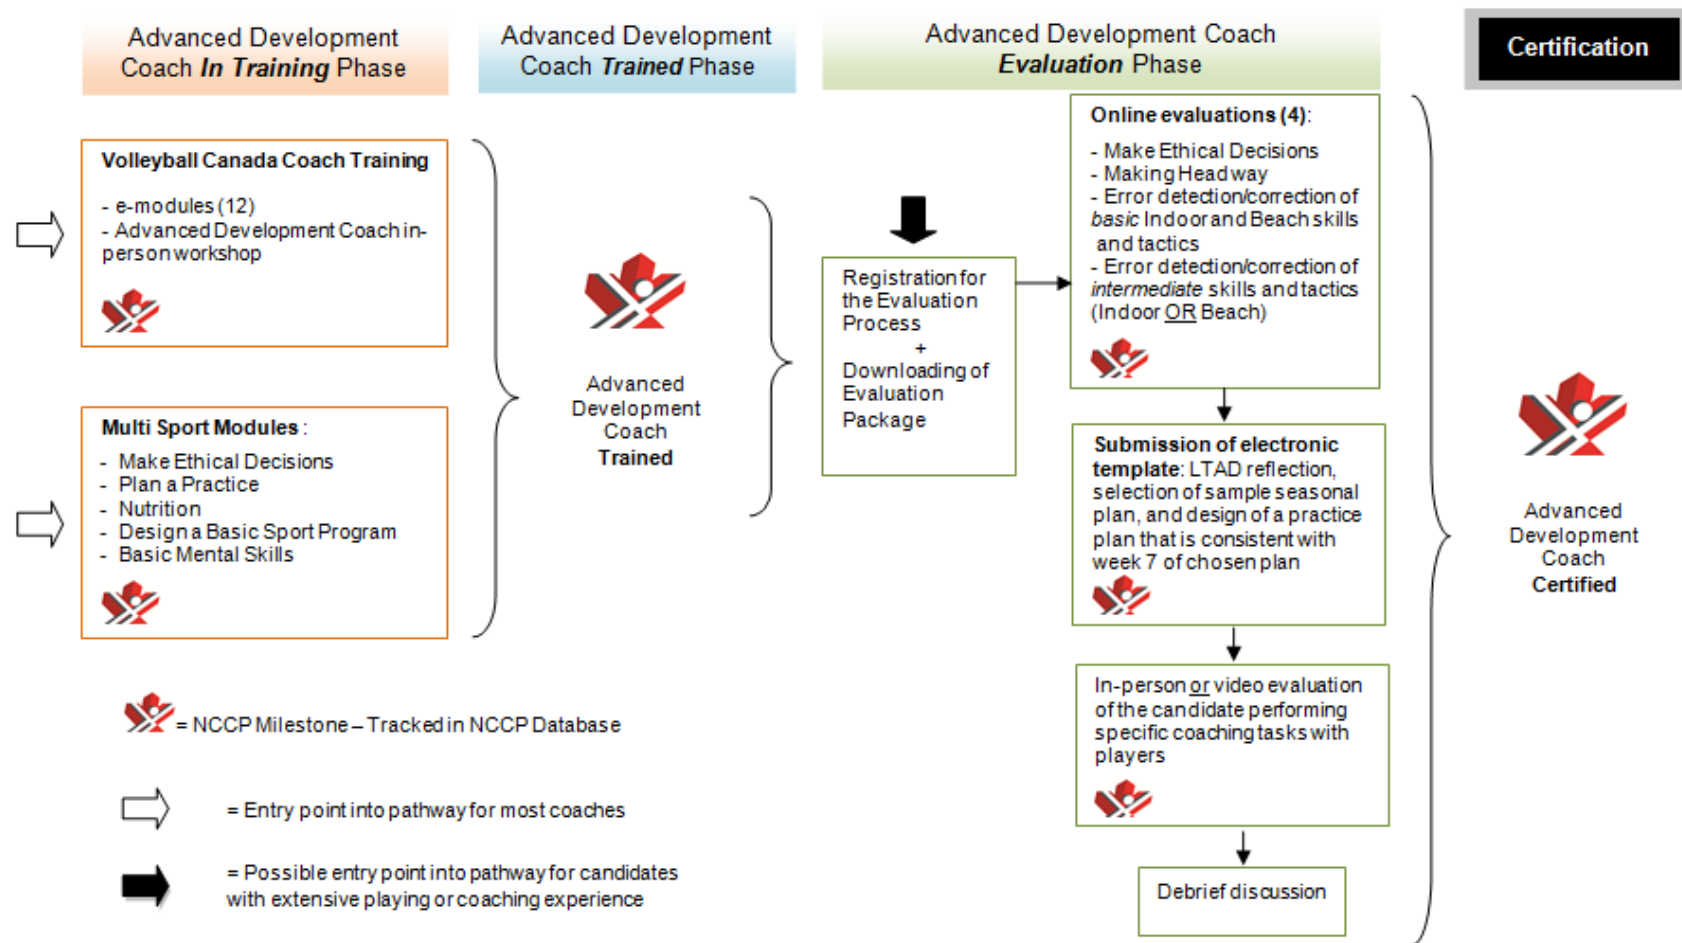 Advanced Development
Coach In Training Phase
Advanced Development
Coach Trained Phase
Advanced Development Coach
Evaluation Phase
Certification
Volleyball Canada Coach Training
- e-modules (12)
- Advanced Development Coach in-
person workshop
Multi Sport Modules :
- Make Ethical Decisions
- Plan a Practice
- Nutrition
- Design a Basic Sport Program
- Basic Mental Skills
Advanced
Development
Coach
Trained
Registration for
the Evaluation
Process
+
Downloading of
Evaluation
Package
Online evaluations (4):
- Make Ethical Decisions
- Making Head way
- Error detection/correction of
basic Indoor and Beach skills
and tactics
- Error detection/correction of
intermediate skills and tactics
(Indoor OR Beach)
Submission of electronic
template: LTAD reflection,
selection of sample seasonal
plan, and design of a practice
plan that is consistent with
week 7 of chosen plan
In-person or video evaluation
of the candidate performing
specific coaching tasks with
players
Debrief discussion
Advanced
Development
Coach
Certified
= NCCP Milestone – Tracked in NCCP Database
= Entry point into pathway for most coaches
= Possible entry point into pathway for candidates
with extensive playing or coaching experience